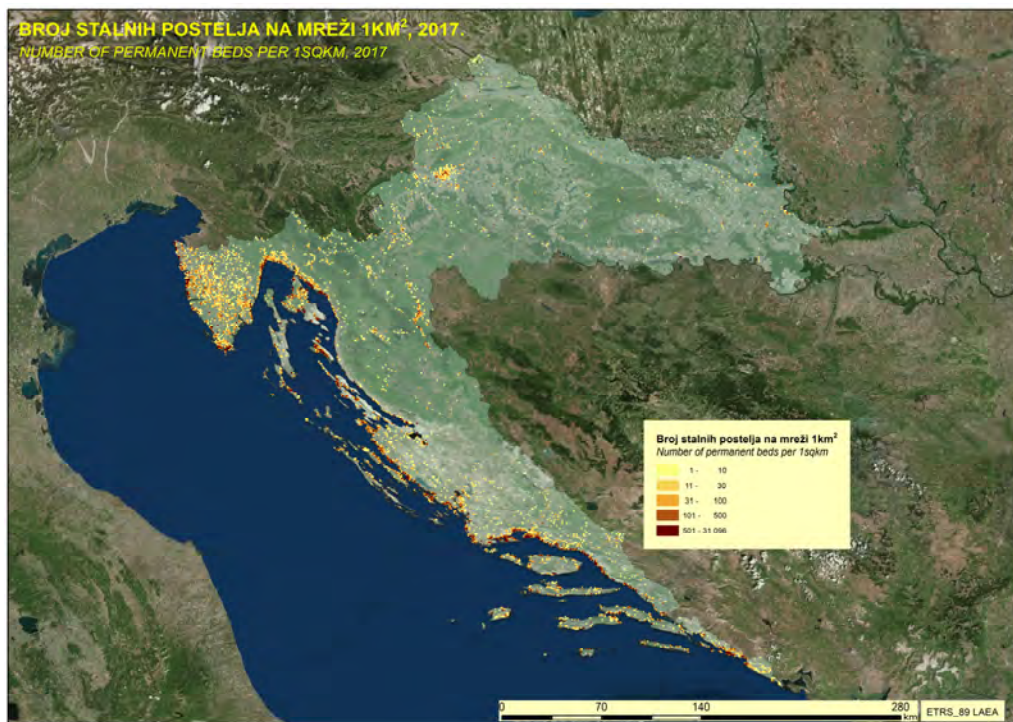 BROJ STALNIH POSTELJA NA MREŽI 1KM², 2017.
NUMBER OF PERMANENT BEDS PER 1SQKM, 2017
Broj stalnih postelja na mreži 1km²
Number of permanent beds per 1sqkm
1 - 10
11 - 30
31 - 100
101 - 500
501 - 31 096
0 70 140 280
km
ETRS_89 LAEA